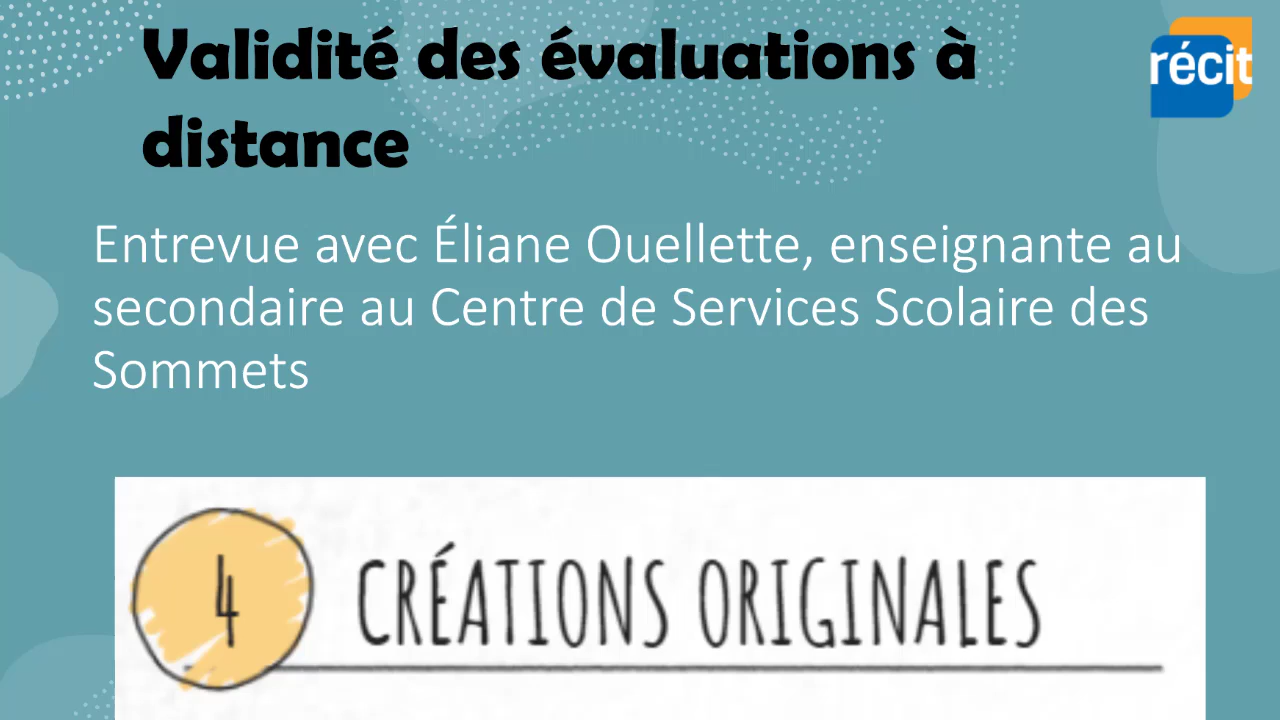 Validité des évaluations à
distance
récit
Entrevue avec Éliane Ouellette, enseignante au
secondaire au Centre de Services Scolaire des
Sommets
4 CRÉATIONS ORIGINALES